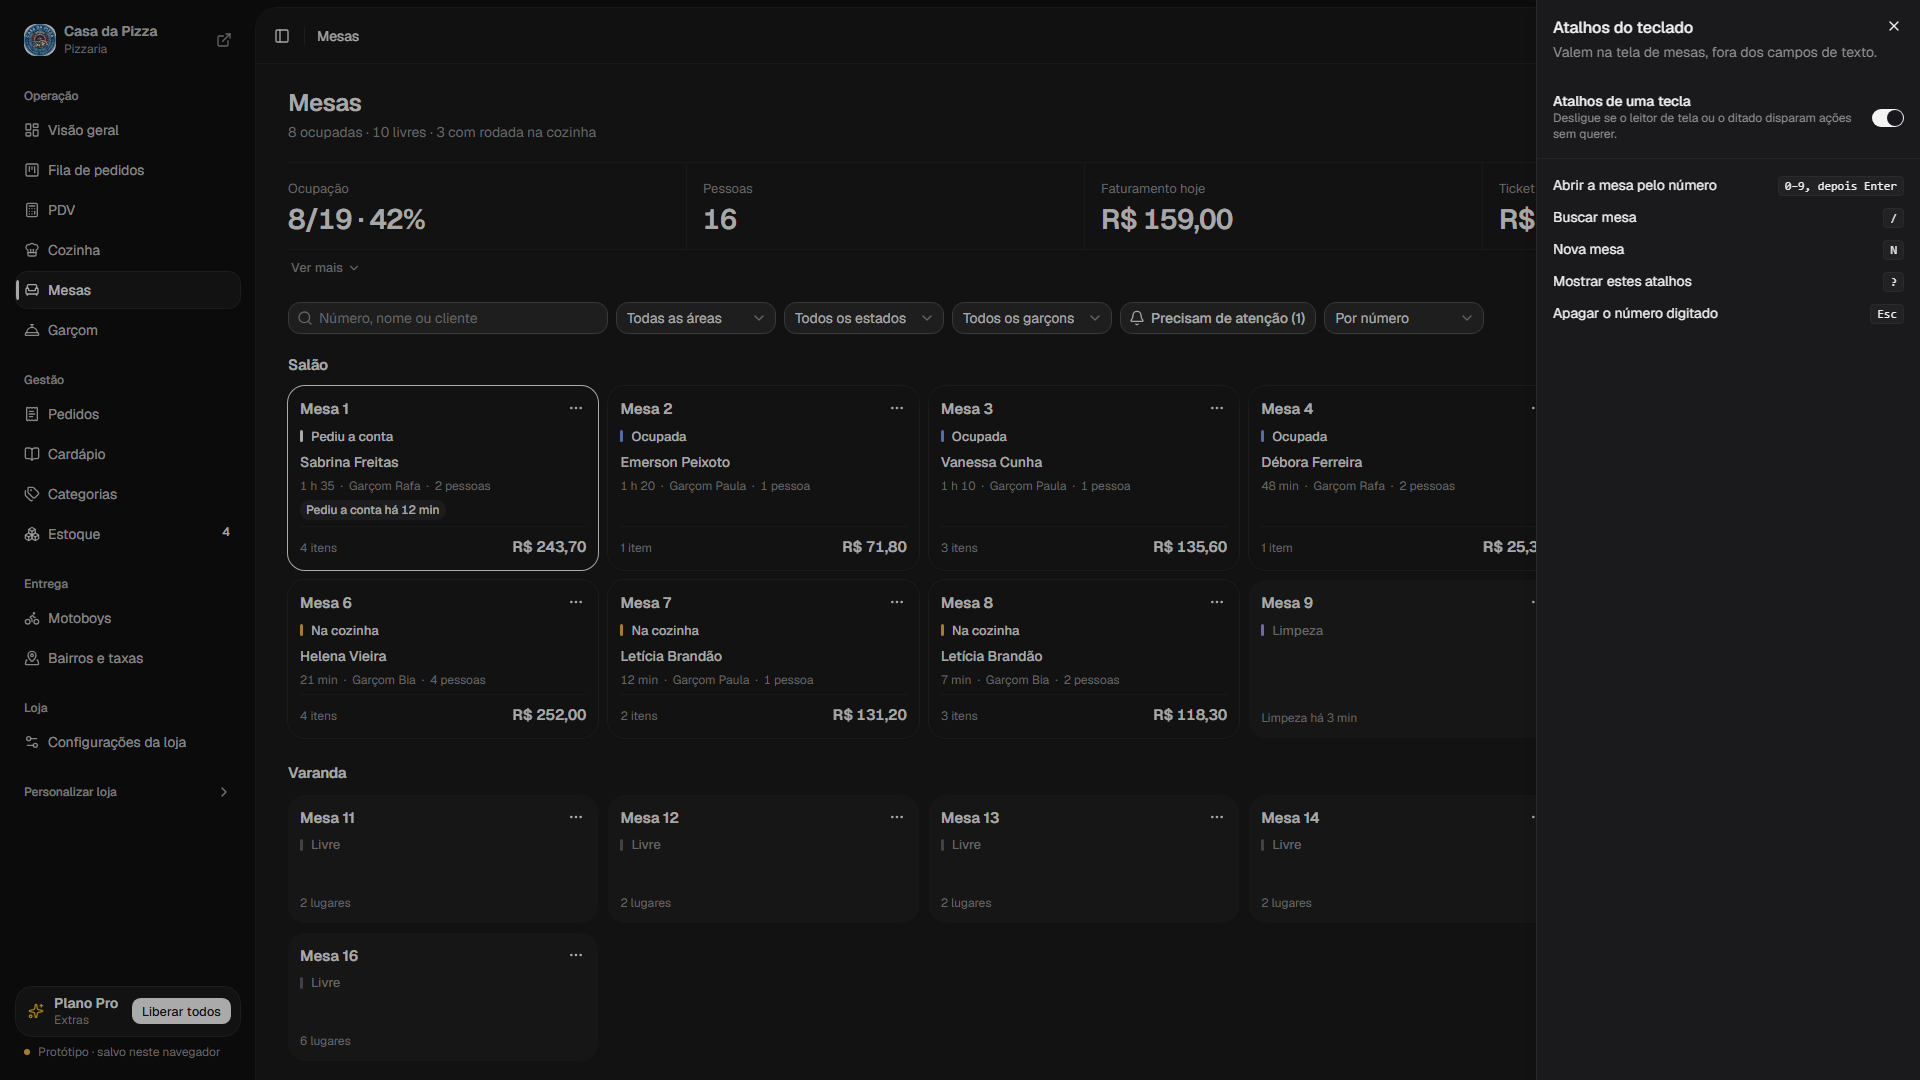 Casa da Pizza
Pizzaria
Operação
Visão geral
Fila de pedidos
PDV
Cozinha
Mesas
Garçom
Gestão
Pedidos
Cardápio
Categorias
Estoque 4
Entrega
Motoboys
Bairros e taxas
Loja
Configurações da loja
Personalizar loja
Plano Pro
Extras
Liberar todos
Protótipo · salvo neste navegador
Mesas
Mesas
8 ocupadas · 10 livres · 3 com rodada na cozinha
Ocupação
8/19 · 42%
Pessoas
16
Faturamento hoje
R$ 159,00
Ticket
R$
Ver mais
Número, nome ou cliente
Todas as áreas
Todos os estados
Todos os garçons
Precisam de atenção (1)
Por número
Salão
Mesa 1
Pediu a conta
Sabrina Freitas
1 h 35 · Garçom Rafa · 2 pessoas
Pediu a conta há 12 min
4 itens R$ 243,70
Mesa 2
Ocupada
Emerson Peixoto
1 h 20 · Garçom Paula · 1 pessoa
1 item R$ 71,80
Mesa 3
Ocupada
Vanessa Cunha
1 h 10 · Garçom Paula · 1 pessoa
3 itens R$ 135,60
Mesa 4
Ocupada
Débora Ferreira
48 min · Garçom Rafa · 2 pessoas
1 item R$ 25,3
Mesa 6
Na cozinha
Helena Vieira
21 min · Garçom Bia · 4 pessoas
4 itens R$ 252,00
Mesa 7
Na cozinha
Letícia Brandão
12 min · Garçom Paula · 1 pessoa
2 itens R$ 131,20
Mesa 8
Na cozinha
Letícia Brandão
7 min · Garçom Bia · 2 pessoas
3 itens R$ 118,30
Mesa 9
Limpeza
Limpeza há 3 min
Varanda
Mesa 11
Livre
2 lugares
Mesa 12
Livre
2 lugares
Mesa 13
Livre
2 lugares
Mesa 14
Livre
2 lugares
Mesa 16
Livre
6 lugares
Atalhos do teclado
Valem na tela de mesas, fora dos campos de texto.
Atalhos de uma tecla
Desligue se o leitor de tela ou o ditado disparam ações
sem querer.
Abrir a mesa pelo número 0–9, depois Enter
Buscar mesa /
Nova mesa N
Mostrar estes atalhos ?
Apagar o número digitado Esc